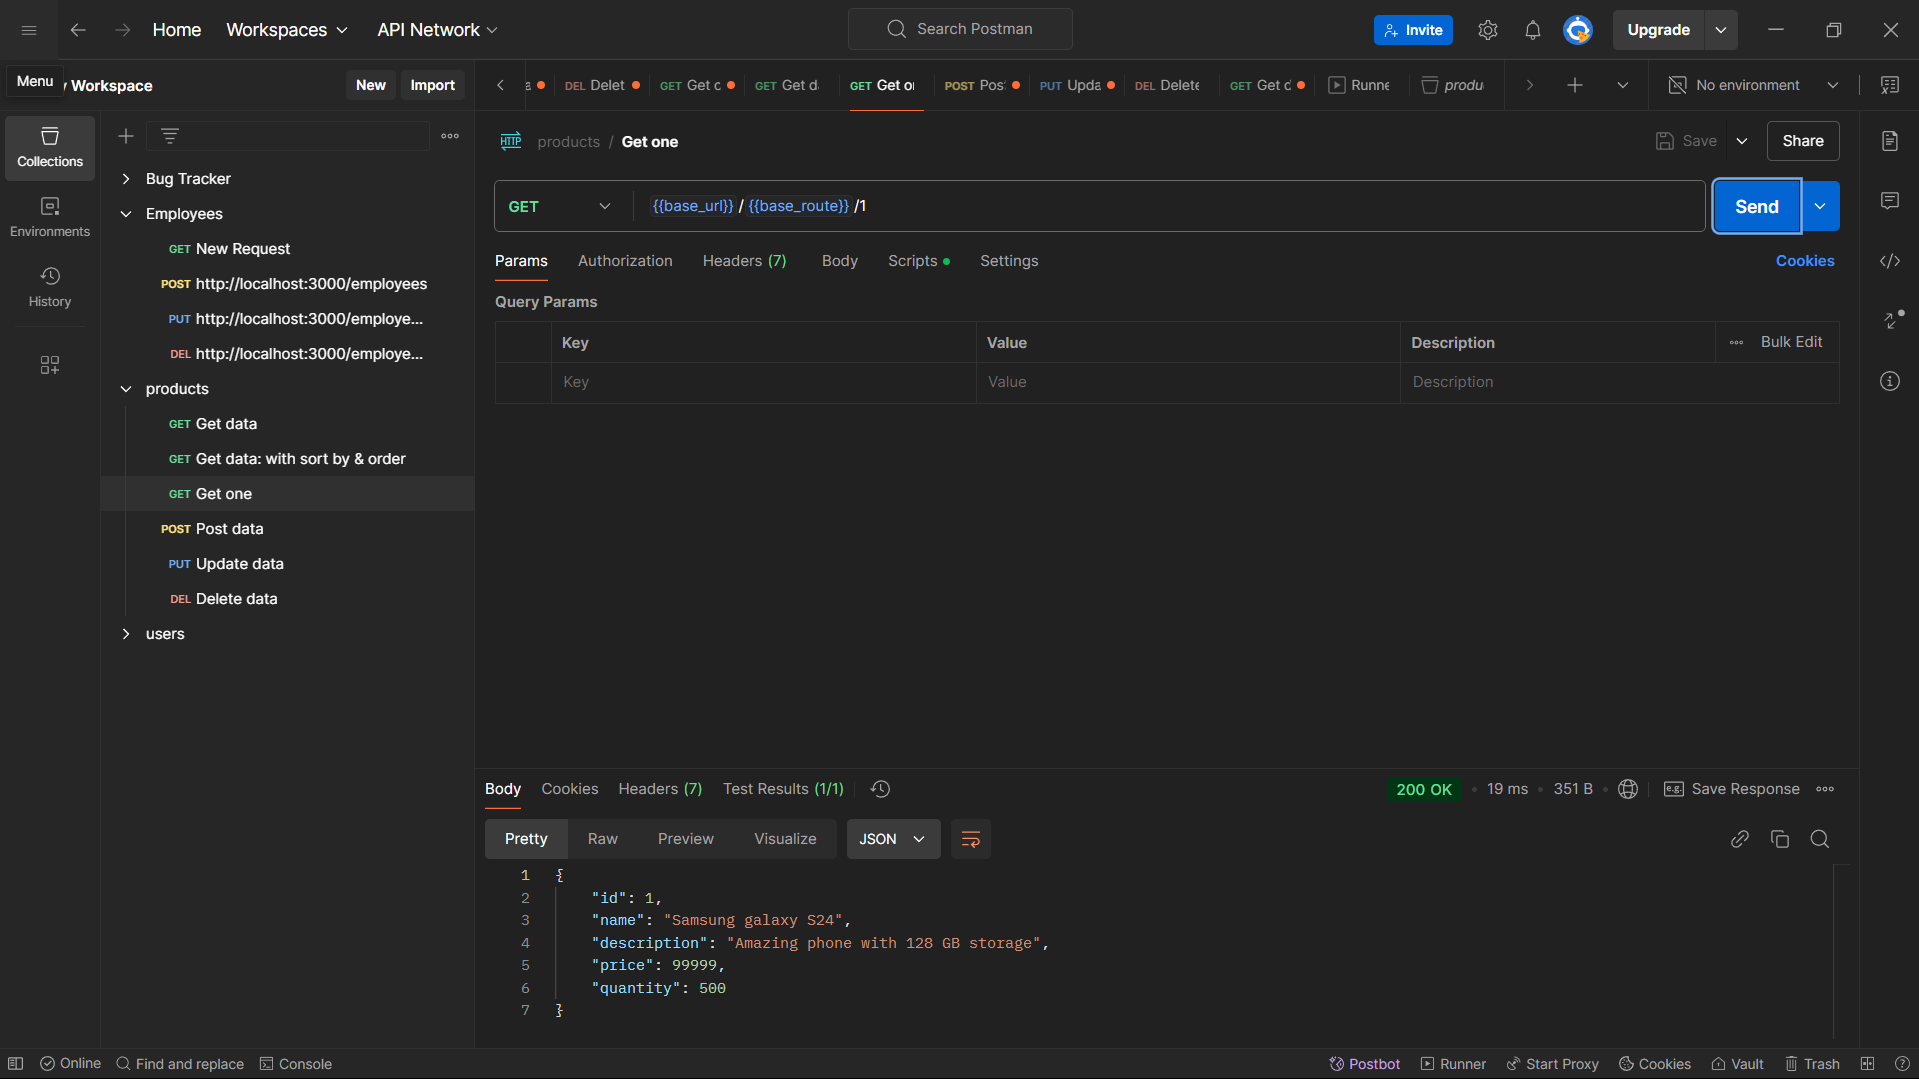 Home Workspaces API Network Search Postman Invite Upgrade
Menu y Workspace New Import
DEL Delet GET Get c GET Get d GET Get o POST Pos PUT Upda DEL Delete GET Get c Runne produ No environment
Collections
Environments
History
Bug Tracker
Employees
GET New Request
POST http://localhost:3000/employees
PUT http://localhost:3000/employe...
DEL http://localhost:3000/employe...
products
GET Get data
GET Get data: with sort by & order
GET Get one
POST Post data
PUT Update data
DEL Delete data
users
HTTP products / Get one Save Share
GET {{base_url}} / {{base_route}} /1 Send
Params Authorization Headers (7) Body Scripts Settings Cookies
Query Params
Key Value Description Bulk Edit
Key Value Description
Body Cookies Headers (7) Test Results (1/1) 200 OK • 19 ms • 351 B • e.g. Save Response
Pretty Raw Preview Visualize JSON
1 {
2 "id": 1,
3 "name": "Samsung galaxy S24",
4 "description": "Amazing phone with 128 GB storage",
5 "price": 99999,
6 "quantity": 500
7 }
Online Find and replace Console Postbot Runner Start Proxy Cookies Vault Trash